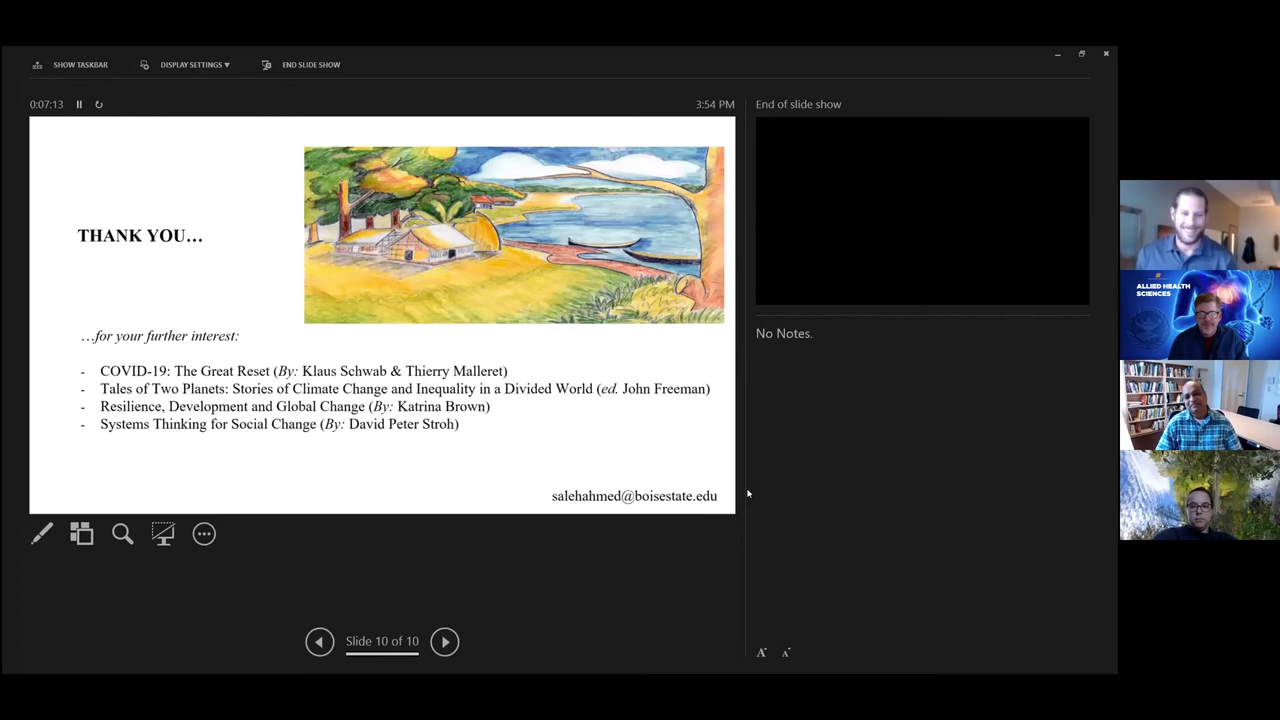 SHOW TASKBAR
DISPLAY SETTINGS ▾
END SLIDE SHOW
0:07:13
3:54 PM
End of slide show
THANK YOU…
…for your further interest:
- COVID-19: The Great Reset (By: Klaus Schwab & Thierry Malleret)
- Tales of Two Planets: Stories of Climate Change and Inequality in a Divided World (ed. John Freeman)
- Resilience, Development and Global Change (By: Katrina Brown)
- Systems Thinking for Social Change (By: David Peter Stroh)
salehahmed@boisestate.edu
No Notes.
Slide 10 of 10
A A
ALLIED HEALTH
SCIENCES